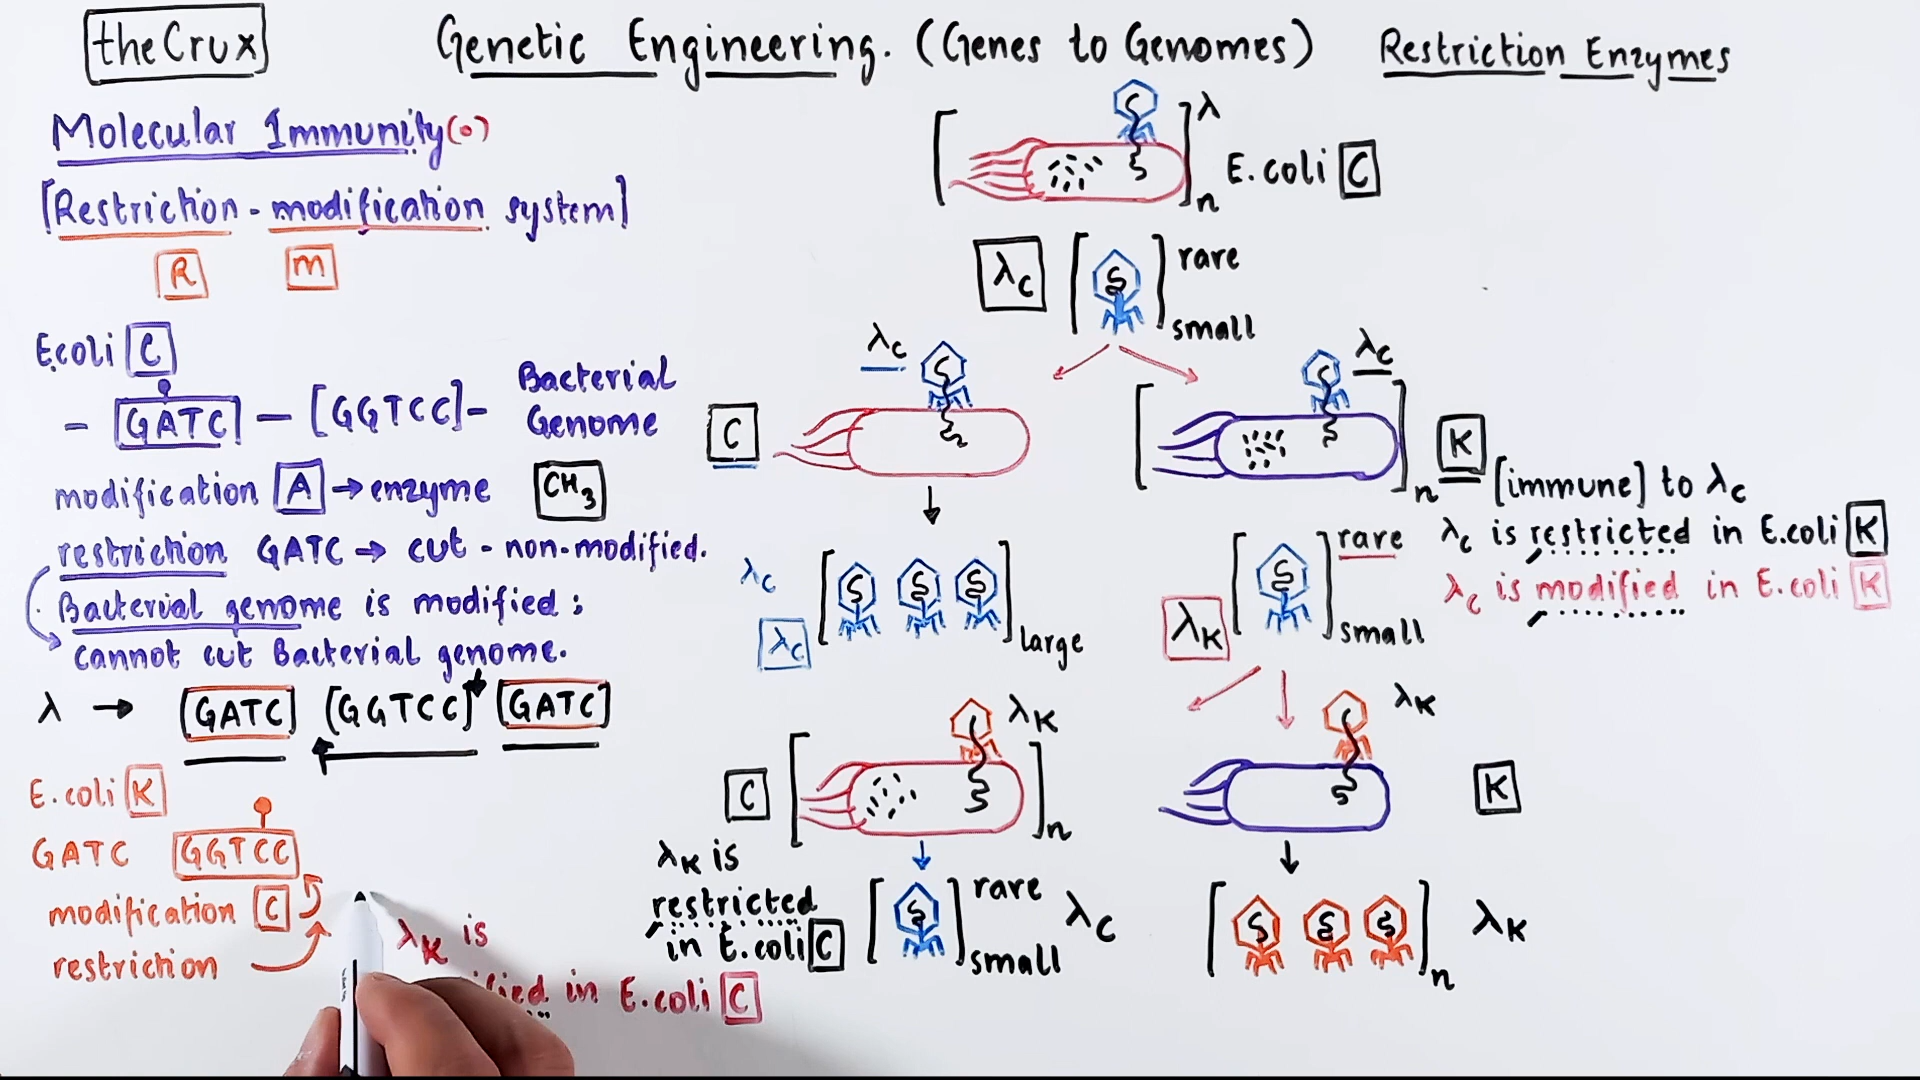 theCrux
Genetic Engineering. (Genes to Genomes)
Restriction Enzymes
Molecular Immunity(०)
[Restriction - modification system]
R m
E.coli C
- GATC - [GGTCC]-
Bacterial
Genome
modification A → enzyme CH3
restriction GATC → cut - non-modified.
Bacterial genome is modified;
cannot cut Bacterial genome.
λ → [GATC] [GGTCC] [GATC]
E.coli K
GATC GGTCC
modification C
restriction
λK is
in E.coli C
λ
n
E.coli C
λc
rare
small
λc
C
λc
K
n
[immune] to λc
λc is restricted in E.coli K
λc is modified in E.coli K
λc
λc
large
λK
rare
small
λK
C
n
λK is
restricted
in E.coli C
rare
small
λc
λK
K
n
λK